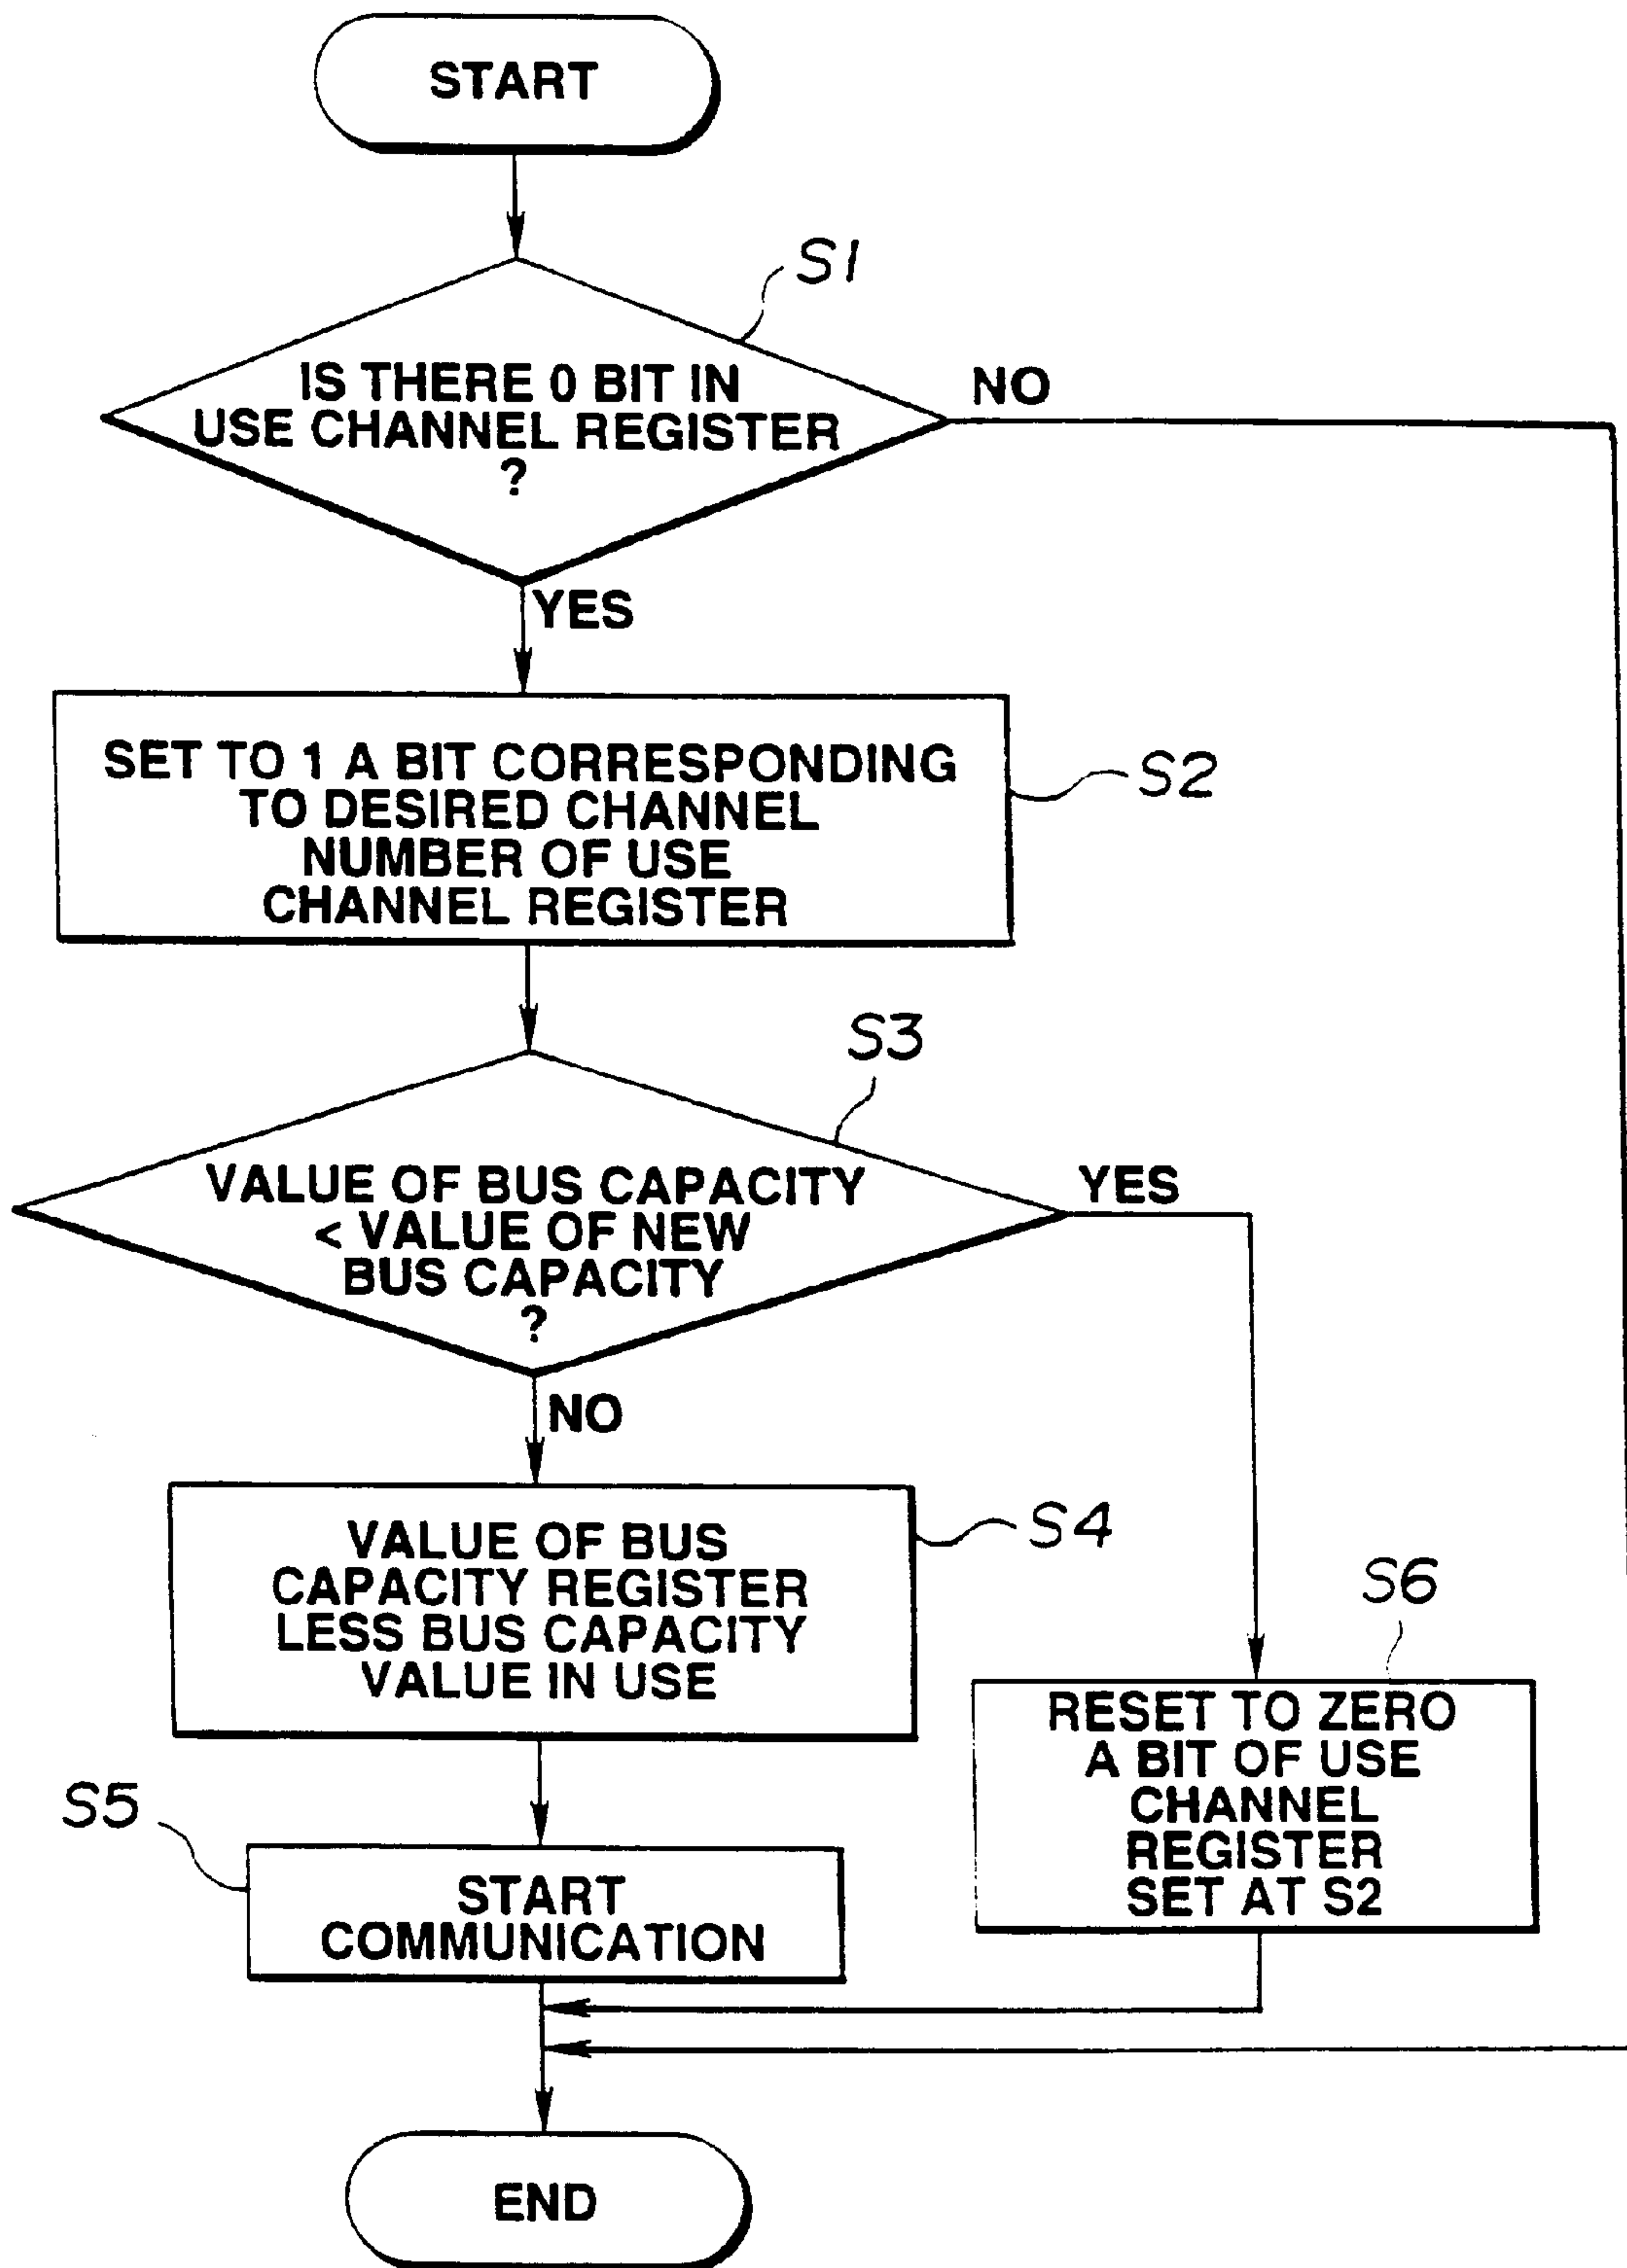 START
S1
IS THERE 0 BIT IN
USE CHANNEL REGISTER
?
NO
YES
SET TO 1 A BIT CORRESPONDING
TO DESIRED CHANNEL
NUMBER OF USE
CHANNEL REGISTER
S2
S3
VALUE OF BUS CAPACITY
< VALUE OF NEW
BUS CAPACITY
?
YES
NO
VALUE OF BUS
CAPACITY REGISTER
LESS BUS CAPACITY
VALUE IN USE
S4
S6
RESET TO ZERO
A BIT OF USE
CHANNEL
REGISTER
SET AT S2
S5
START
COMMUNICATION
END